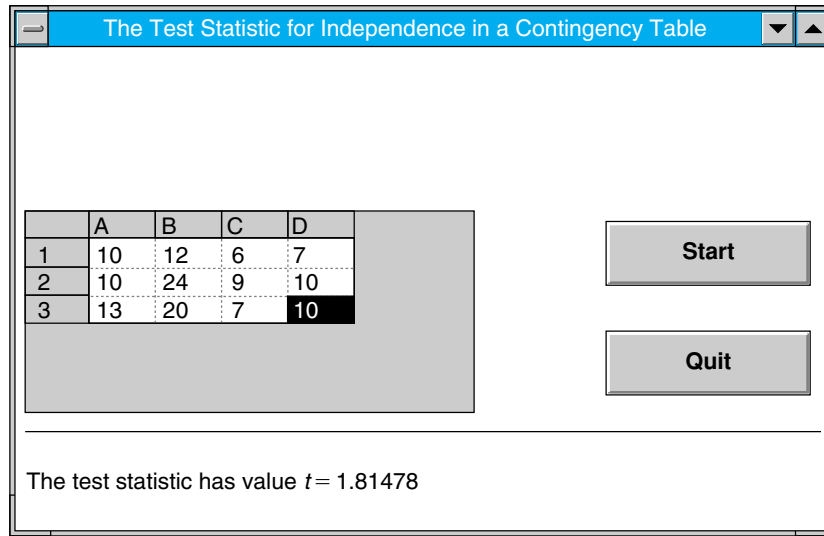 The Test Statistic for Independence in a Contingency Table
A B C D
1 10 12 6 7
2 10 24 9 10
3 13 20 7 10
Start
Quit
The test statistic has value t = 1.81478